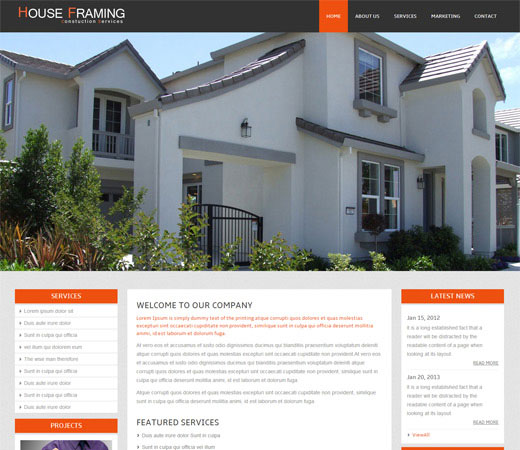 HOUSE FRAMING
Constuction Services
HOME ABOUT US SERVICES MARKETING CONTACT
SERVICES
Lorem ipsum dolor sit
Duis aute irure dolor
Sunt in culpa qui officia
vel illum qui dolorem eum
The wise man therefore
Sunt in culpa qui officia
Sunt in culpa qui officia
Duis aute irure dolor
PROJECTS
WELCOME TO OUR COMPANY
Lorem Ipsum is simply dummy text of the printing atque corrupti quos dolores et quas molestias
excepturi sint occaecati cupiditate non provident, similique sunt in culpa qui officia deserunt mollitia
animi, idest laborum et dolorum fuga
At vero eos et accusamus et iusto odio dignissimos ducimus qui blanditiis praesentium voluptatum deleniti
atque corrupti quos dolores et quas excepturi sint occaecati cupiditate non provident At vero eos
et accusamus et iusto odio dignissimos ducimus qui blanditiis praesentium voluptatum deleniti atque
corrupti quos dolores et quas excepturi sint occaecati cupiditate non provident, similique sunt in
culpa qui officia deserunt mollitia animi, id est laborum et dolorum fuga.
Atque corrupti quos dolores et quas molestias excepturi sint occaecati cupiditate non provident, similique
sunt in culpa qui officia deserunt mollitia animi, id est laborum et dolorum fuga
FEATURED SERVICES
Duis aute irure dolor Sunt in culpa
Sunt in culpa qui officia vel illum
LATEST NEWS
Jan 15, 2012
It is a long established fact that a
reader will be distracted by the
readable content of a page when
looking at its layout
READ MORE
Jan 20, 2013
It is a long established fact that a
reader will be distracted by the
readable content of a page when
looking at its layout
READ MORE
ViewAll